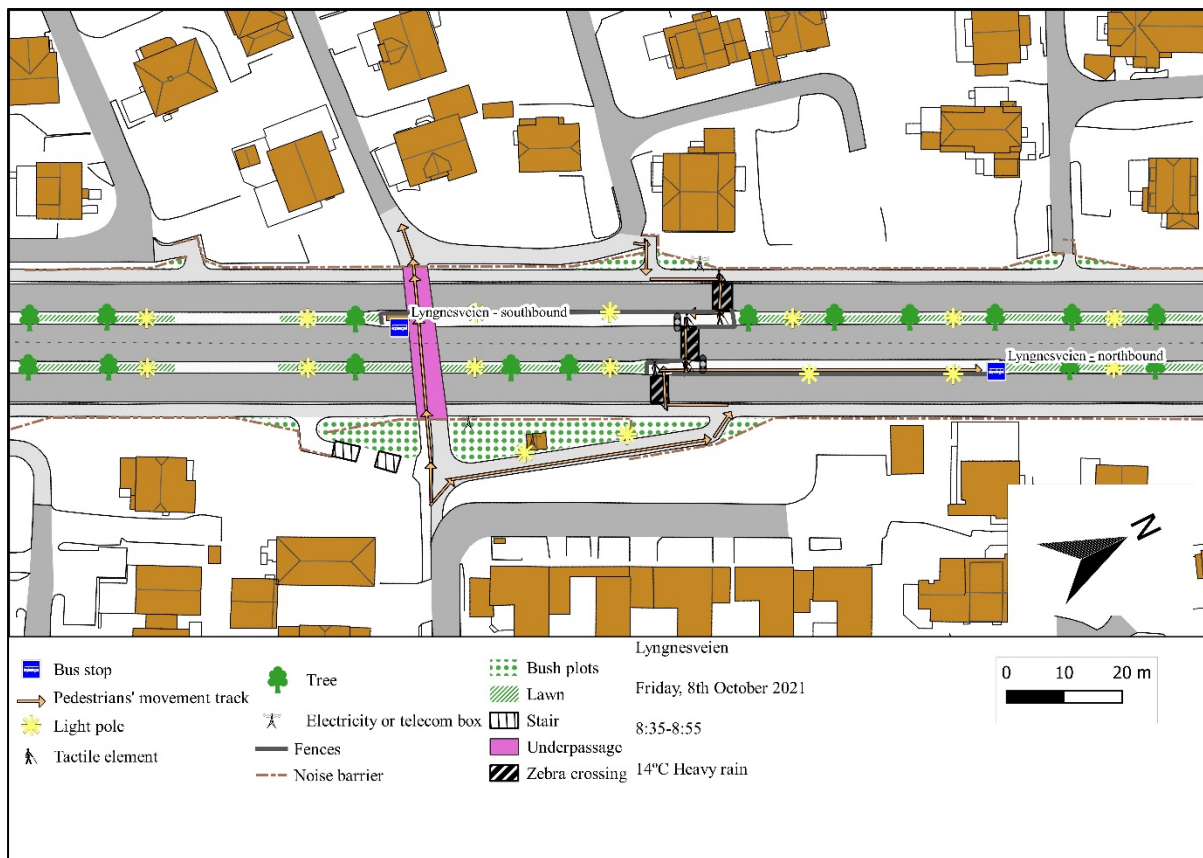 Lyngnesveien - southbound
Lyngnesveien - northbound
N
Bus stop
Pedestrians' movement track
Light pole
Tactile element
Tree
Electricity or telecom box
Fences
Noise barrier
Bush plots
Lawn
Stair
Underpassage
Zebra crossing
Lyngnesveien
Friday, 8th October 2021
8:35-8:55
14°C Heavy rain
0 10 20 m